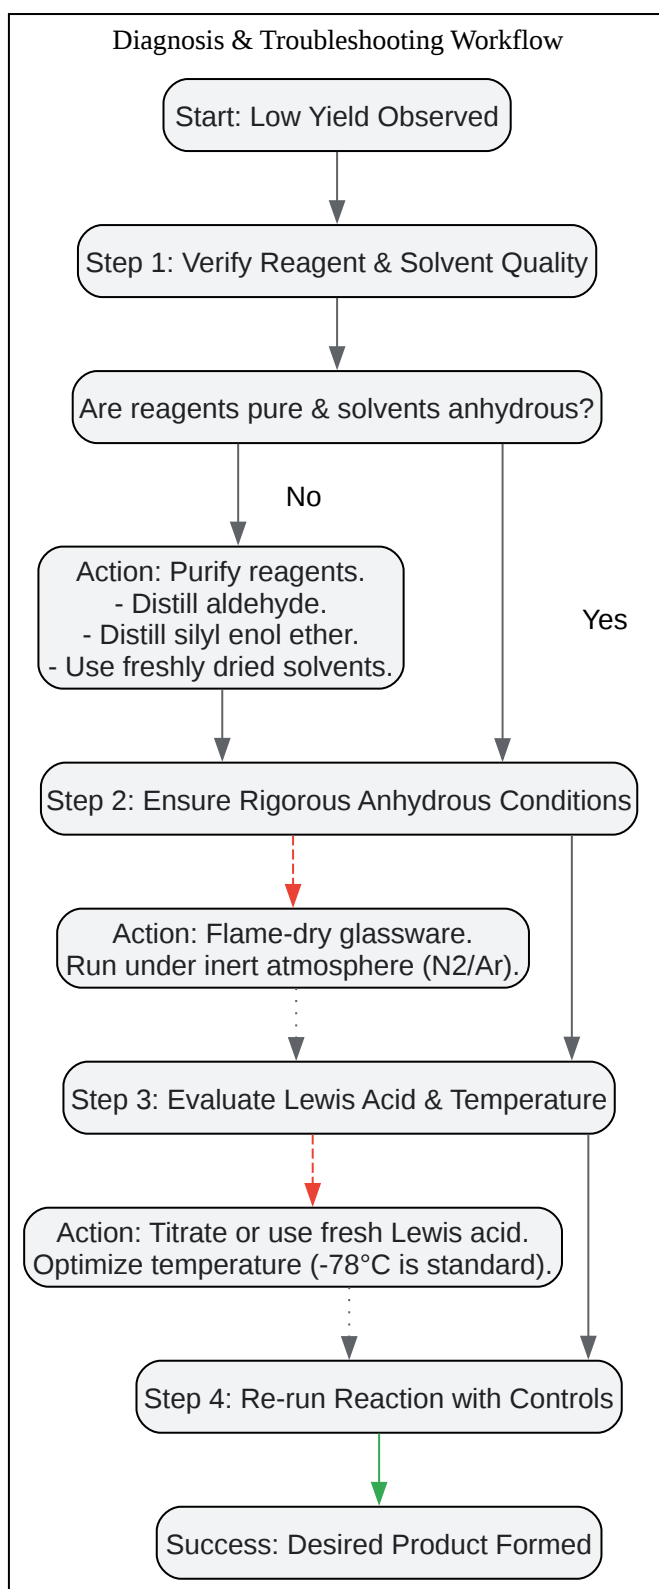 Diagnosis & Troubleshooting Workflow
Start: Low Yield Observed
Step 1: Verify Reagent & Solvent Quality
Are reagents pure & solvents anhydrous?
No
Action: Purify reagents.
- Distill aldehyde.
- Distill silyl enol ether.
- Use freshly dried solvents.
Yes
Step 2: Ensure Rigorous Anhydrous Conditions
Action: Flame-dry glassware.
Run under inert atmosphere (N2/Ar).
Step 3: Evaluate Lewis Acid & Temperature
Action: Titrate or use fresh Lewis acid.
Optimize temperature (-78°C is standard).
Step 4: Re-run Reaction with Controls
Success: Desired Product Formed